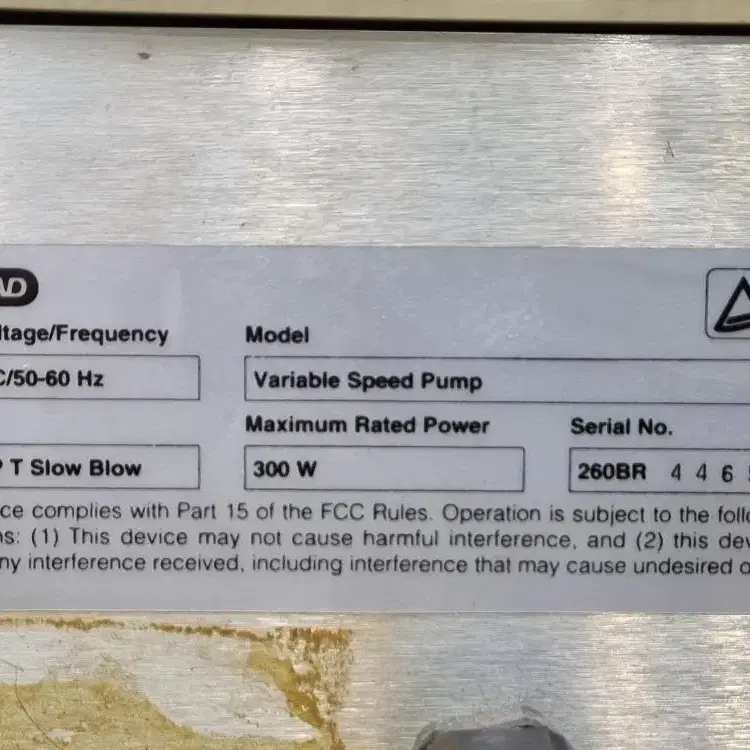 AD
ltage/Frequency
Model
C/50-60 Hz
Variable Speed Pump
Maximum Rated Power
Serial No.
P T Slow Blow
300 W
260BR 4 4 6
ce complies with Part 15 of the FCC Rules. Operation is subject to the follo
ns: (1) This device may not cause harmful interference, and (2) this dev
ny interference received, including interference that may cause undesired o